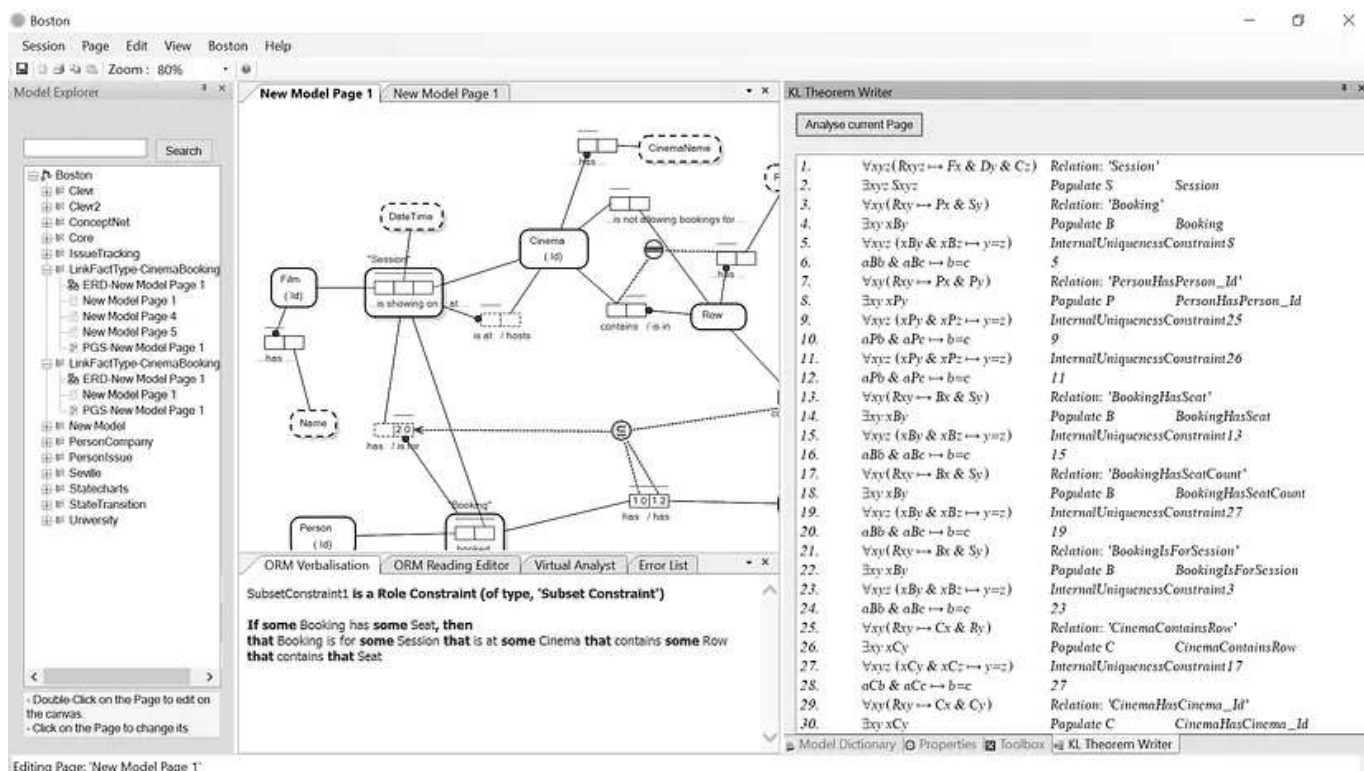 Boston
Session Page Edit View Boston Help
Zoom: 80%
Model Explorer
Search
Boston
Clevr
Clevr2
ConceptNet
Core
IssueTracking
LinkFactType-CinemaBooking
ERD-New Model Page 1
New Model Page 1
New Model Page 4
New Model Page 5
PGS-New Model Page 1
LinkFactType-CinemaBooking
ERD-New Model Page 1
New Model Page 1
PGS-New Model Page 1
New Model
PersonCompany
PersonIssue
Seville
Statecharts
StateTransition
University
- Double-Click on the Page to edit on
the canvas.
- Click on the Page to change its
New Model Page 1 New Model Page 1
CinemaName
...has ...
DateTime
...is not allowing bookings for ...
Cinema
(.Id)
"Session"
Film
(.Id)
...has ...
is showing on ...at ...
is at / hosts
contains / is in
Row
...has ...
Name
2 0
has / is for
1 0 1 2
has / has
"Booking"
Person
(.Id)
booked
ORM Verbalisation ORM Reading Editor Virtual Analyst Error List
SubsetConstraint1 is a Role Constraint (of type, 'Subset Constraint')
If some Booking has some Seat, then
that Booking is for some Session that is at some Cinema that contains some Row
that contains that Seat
KL Theorem Writer
Analyse current Page
1. ∀xyz(Rxyz↦ Fx & Dy & Cz) Relation: 'Session'
2. ∃xyz Sxyz Populate S Session
3. ∀xy(Rxy ↦ Px & Sy) Relation: 'Booking'
4. ∃xy xBy Populate B Booking
5. ∀xyz (xBy & xBz ↦ y=z) InternalUniquenessConstraint8
6. aBb & aBc ↦ b=c 5
7. ∀xy(Rxy ↦ Px & Py) Relation: 'PersonHasPerson_Id'
8. ∃xy xPy Populate P PersonHasPerson_Id
9. ∀xyz (xPy & xPz ↦ y=z) InternalUniquenessConstraint25
10. aPb & aPc ↦ b=c 9
11. ∀xyz (xPy & xPz ↦ y=z) InternalUniquenessConstraint26
12. aPb & aPc ↦ b=c 11
13. ∀xy(Rxy ↦ Bx & Sy) Relation: 'BookingHasSeat'
14. ∃xy xBy Populate B BookingHasSeat
15. ∀xyz (xBy & xBz ↦ y=z) InternalUniquenessConstraint13
16. aBb & aBc ↦ b=c 15
17. ∀xy(Rxy ↦ Bx & Sy) Relation: 'BookingHasSeatCount'
18. ∃xy xBy Populate B BookingHasSeatCount
19. ∀xyz (xBy & xBz ↦ y=z) InternalUniquenessConstraint27
20. aBb & aBc ↦ b=c 19
21. ∀xy(Rxy ↦ Bx & Sy) Relation: 'BookingIsForSession'
22. ∃xy xBy Populate B BookingIsForSession
23. ∀xyz (xBy & xBz ↦ y=z) InternalUniquenessConstraint3
24. aBb & aBc ↦ b=c 23
25. ∀xy(Rxy ↦ Cx & Ry) Relation: 'CinemaContainsRow'
26. ∃xy xCy Populate C CinemaContainsRow
27. ∀xyz (xCy & xCz ↦ y=z) InternalUniquenessConstraint17
28. aCb & aCc ↦ b=c 27
29. ∀xy(Rxy ↦ Cx & Cy) Relation: 'CinemaHasCinema_Id'
30. ∃xy xCy Populate C CinemaHasCinema_Id
Model Dictionary Properties Toolbox KL Theorem Writer
Editing Page: 'New Model Page 1'